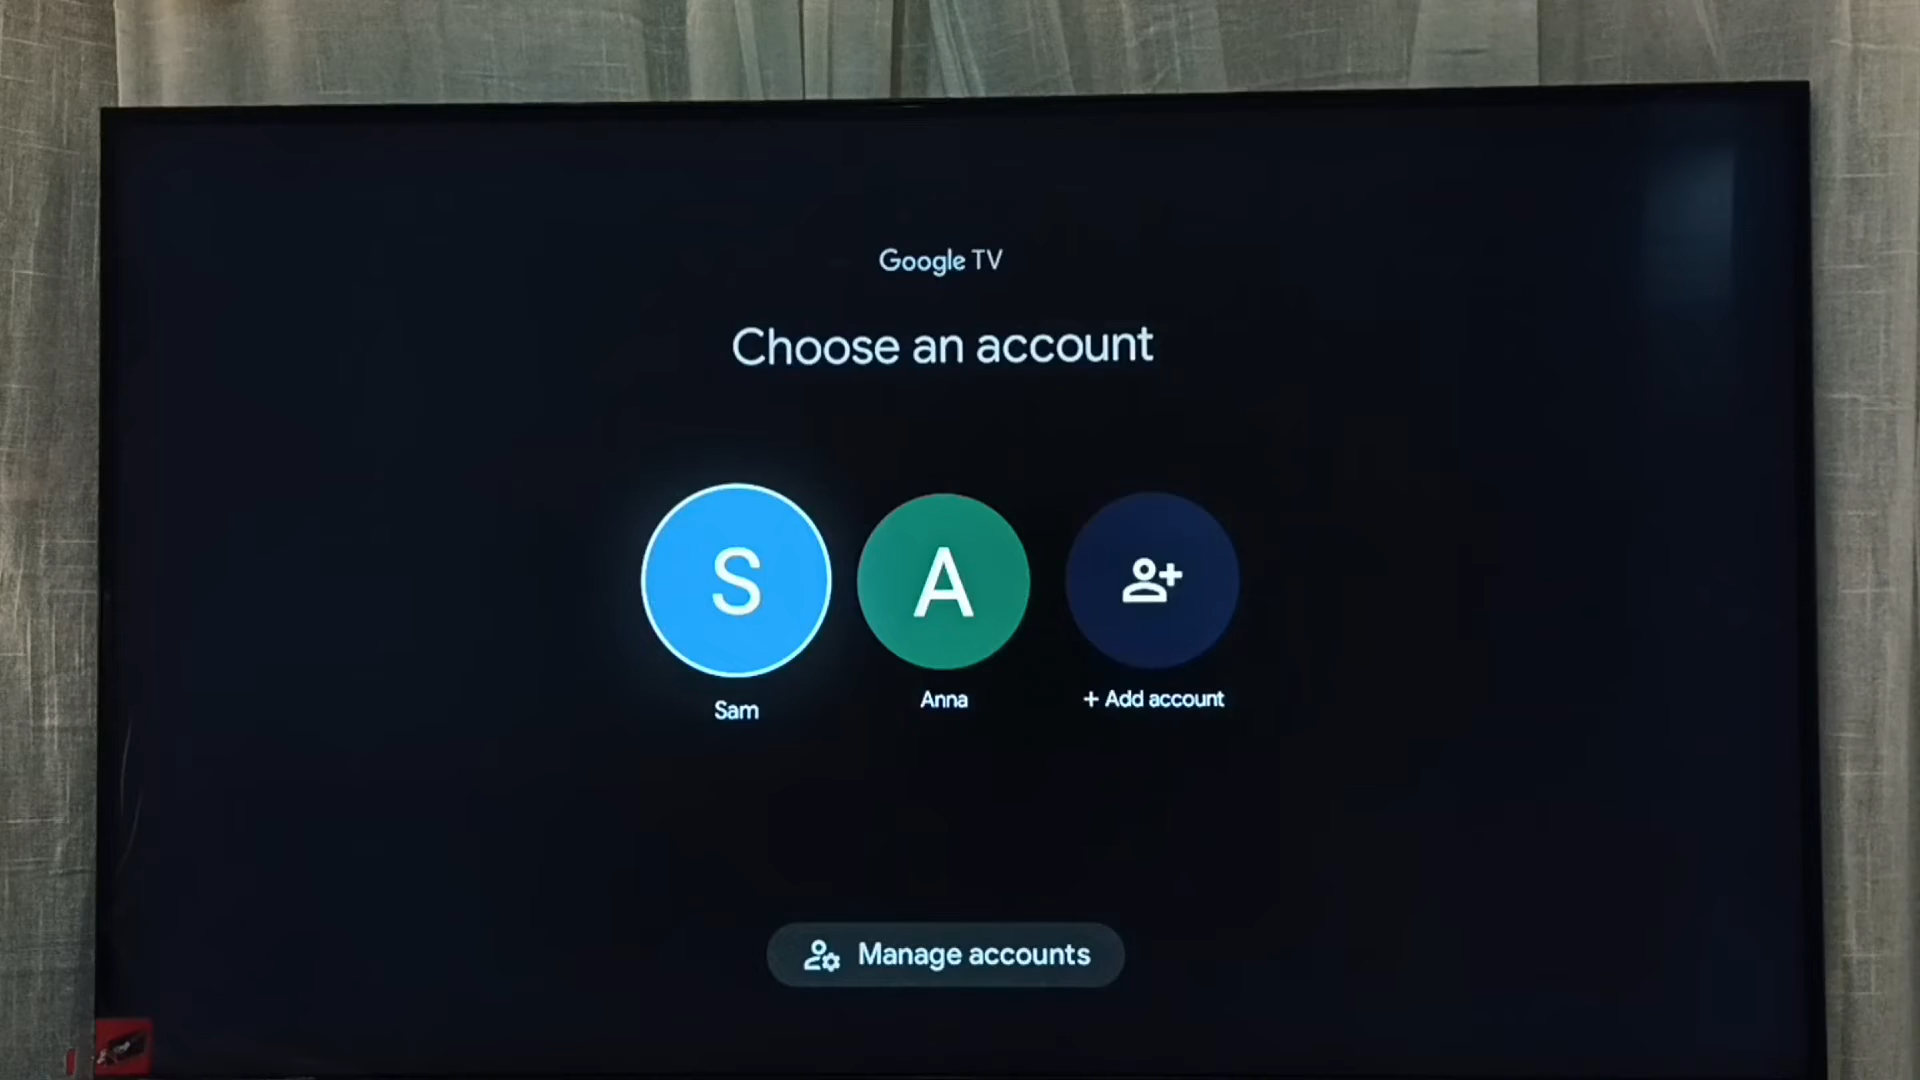 Google TV
Choose an account
S
A
Sam
Anna
+ Add account
Manage accounts